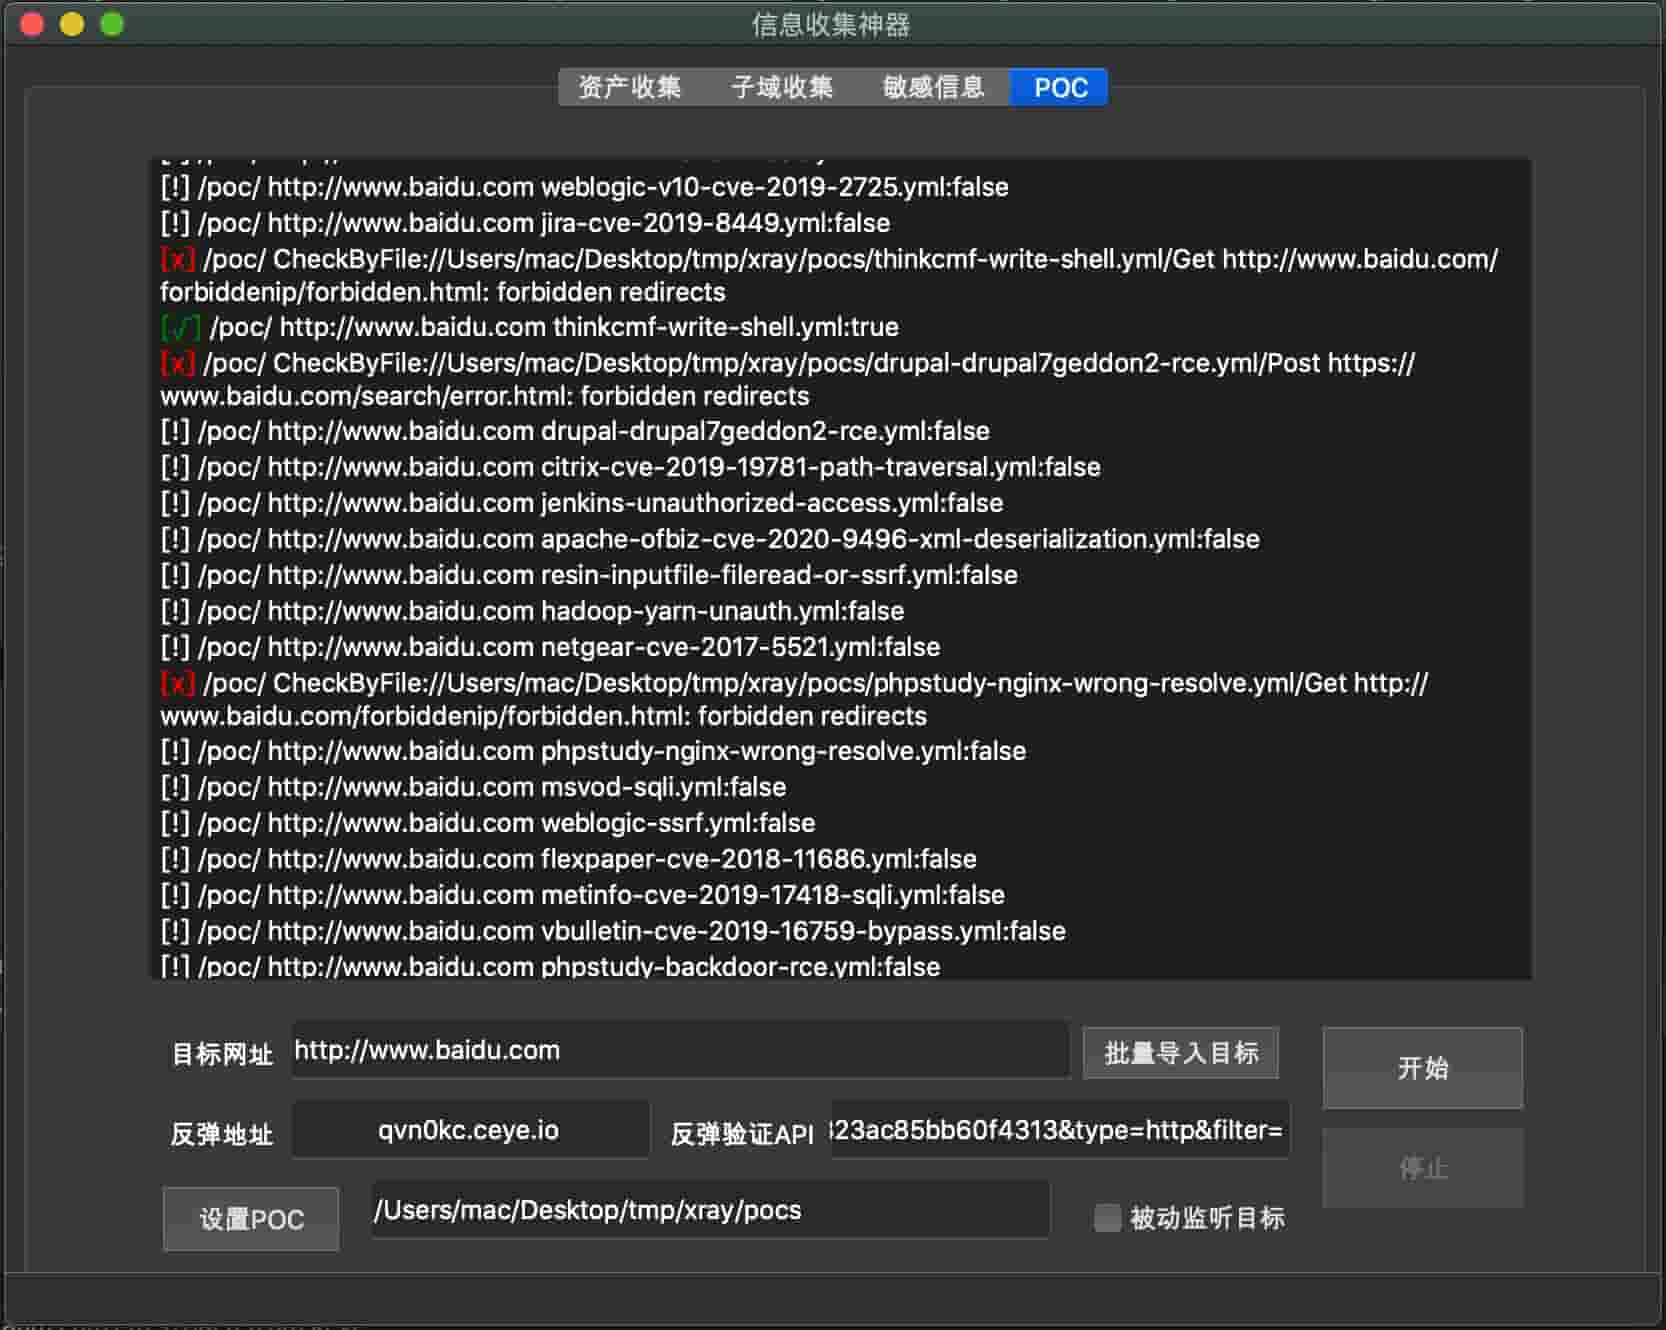 信息收集神器
资产收集 子域收集 敏感信息 POC
[!] /poc/ http://www.baidu.com weblogic-v10-cve-2019-2725.yml:false
[!] /poc/ http://www.baidu.com jira-cve-2019-8449.yml:false
[x] /poc/ CheckByFile://Users/mac/Desktop/tmp/xray/pocs/thinkcmf-write-shell.yml/Get http://www.baidu.com/
forbiddenip/forbidden.html: forbidden redirects
[√] /poc/ http://www.baidu.com thinkcmf-write-shell.yml:true
[x] /poc/ CheckByFile://Users/mac/Desktop/tmp/xray/pocs/drupal-drupal7geddon2-rce.yml/Post https://
www.baidu.com/search/error.html: forbidden redirects
[!] /poc/ http://www.baidu.com drupal-drupal7geddon2-rce.yml:false
[!] /poc/ http://www.baidu.com citrix-cve-2019-19781-path-traversal.yml:false
[!] /poc/ http://www.baidu.com jenkins-unauthorized-access.yml:false
[!] /poc/ http://www.baidu.com apache-ofbiz-cve-2020-9496-xml-deserialization.yml:false
[!] /poc/ http://www.baidu.com resin-inputfile-fileread-or-ssrf.yml:false
[!] /poc/ http://www.baidu.com hadoop-yarn-unauth.yml:false
[!] /poc/ http://www.baidu.com netgear-cve-2017-5521.yml:false
[x] /poc/ CheckByFile://Users/mac/Desktop/tmp/xray/pocs/phpstudy-nginx-wrong-resolve.yml/Get http://
www.baidu.com/forbiddenip/forbidden.html: forbidden redirects
[!] /poc/ http://www.baidu.com phpstudy-nginx-wrong-resolve.yml:false
[!] /poc/ http://www.baidu.com msvod-sqli.yml:false
[!] /poc/ http://www.baidu.com weblogic-ssrf.yml:false
[!] /poc/ http://www.baidu.com flexpaper-cve-2018-11686.yml:false
[!] /poc/ http://www.baidu.com metinfo-cve-2019-17418-sqli.yml:false
[!] /poc/ http://www.baidu.com vbulletin-cve-2019-16759-bypass.yml:false
[!] /poc/ http://www.baidu.com phpstudy-backdoor-rce.yml:false
目标网址 http://www.baidu.com 批量导入目标 开始
反弹地址 qvn0kc.ceye.io 反弹验证API 23ac85bb60f4313&type=http&filter=
停止
设置POC /Users/mac/Desktop/tmp/xray/pocs 被动监听目标